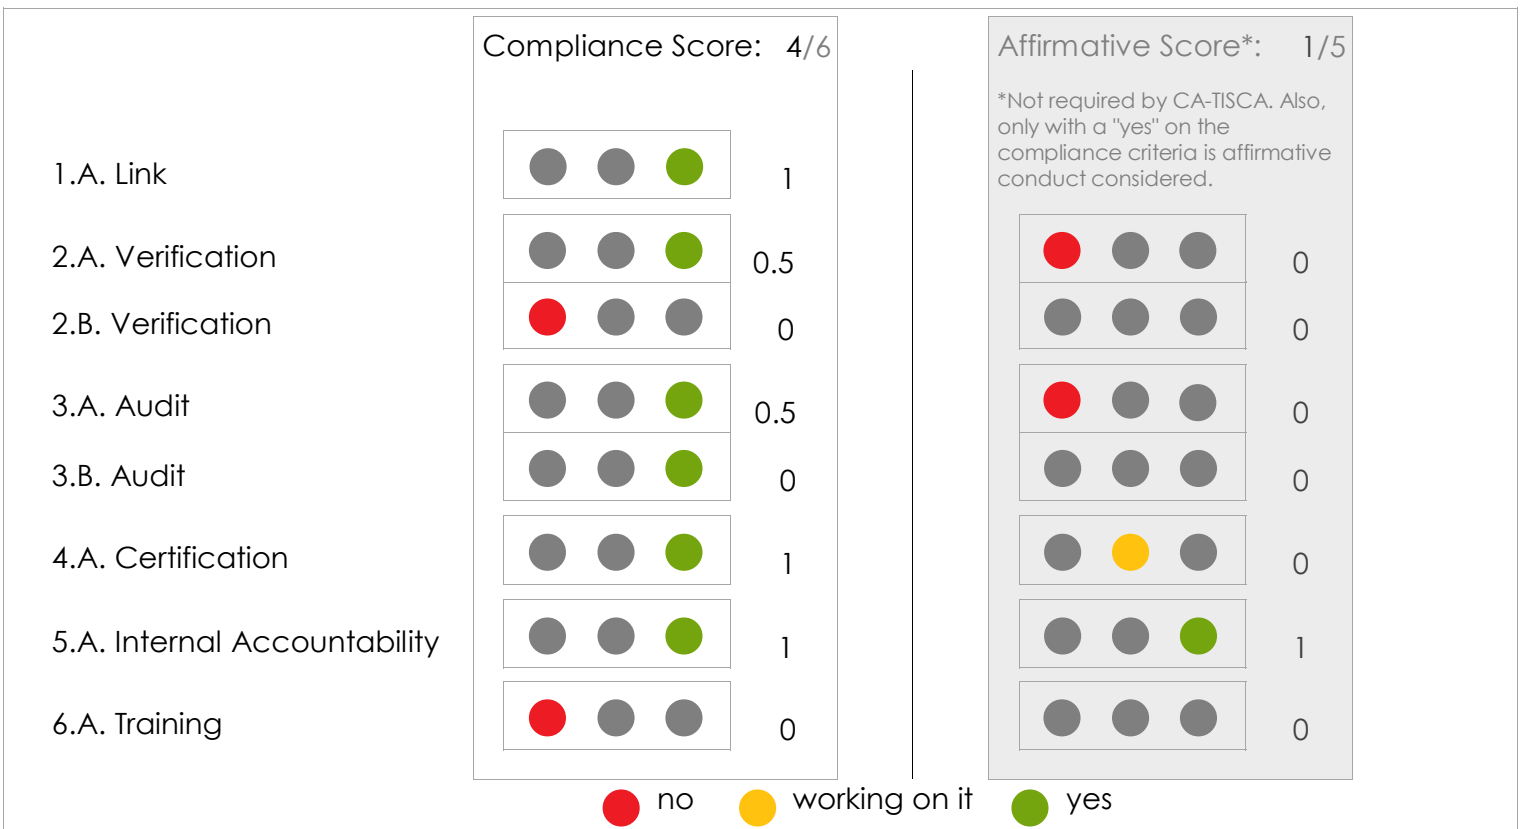 Compliance Score: 4/6
Affirmative Score*: 1/5
*Not required by CA-TISCA. Also,
only with a "yes" on the
compliance criteria is affirmative
conduct considered.
1.A. Link 1
2.A. Verification 0.5 0
2.B. Verification 0 0
3.A. Audit 0.5 0
3.B. Audit 0 0
4.A. Certification 1 0
5.A. Internal Accountability 1 1
6.A. Training 0 0
no working on it yes